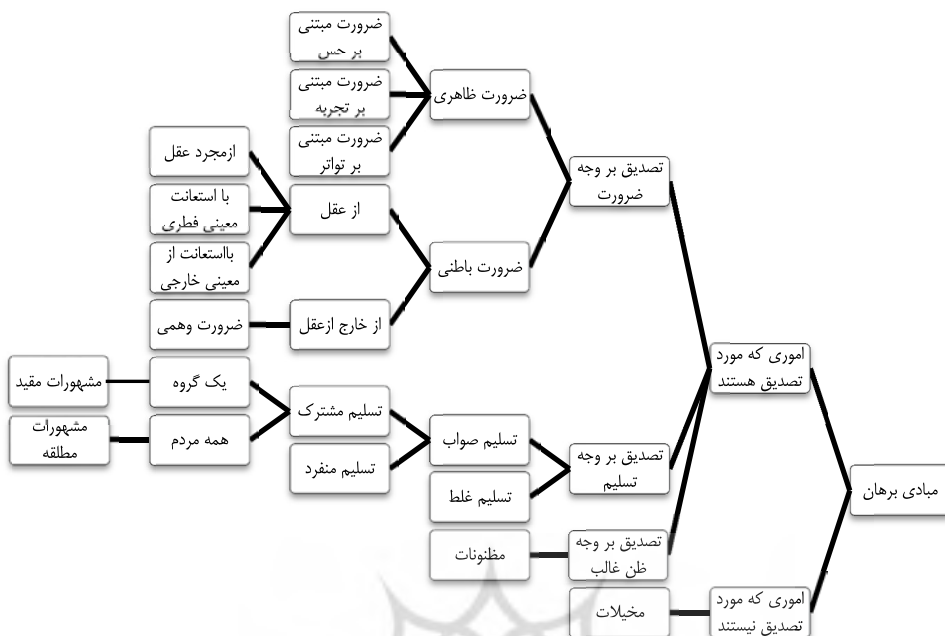 مبادی برهان
اموری که مورد
تصدیق هستند
تصدیق بر وجه
ضرورت
ضرورت ظاهری
ضرورت مبتنی
بر حس
ضرورت مبتنی
بر تجربه
ضرورت مبتنی
بر تواتر
ضرورت باطنی
از عقل
ازمجرد عقل
با استعانت
معینی فطری
بااستعانت از
معینی خارجی
از خارج ازعقل
ضرورت وهمی
تصدیق بر وجه
تسلیم
تسلیم صواب
تسلیم مشترک
یک گروه
مشهورات مقید
همه مردم
مشهورات
مطلقه
تسلیم منفرد
تسلیم غلط
تصدیق بر وجه
ظن غالب
مظنونات
اموری که مورد
تصدیق نیستند
مخیلات